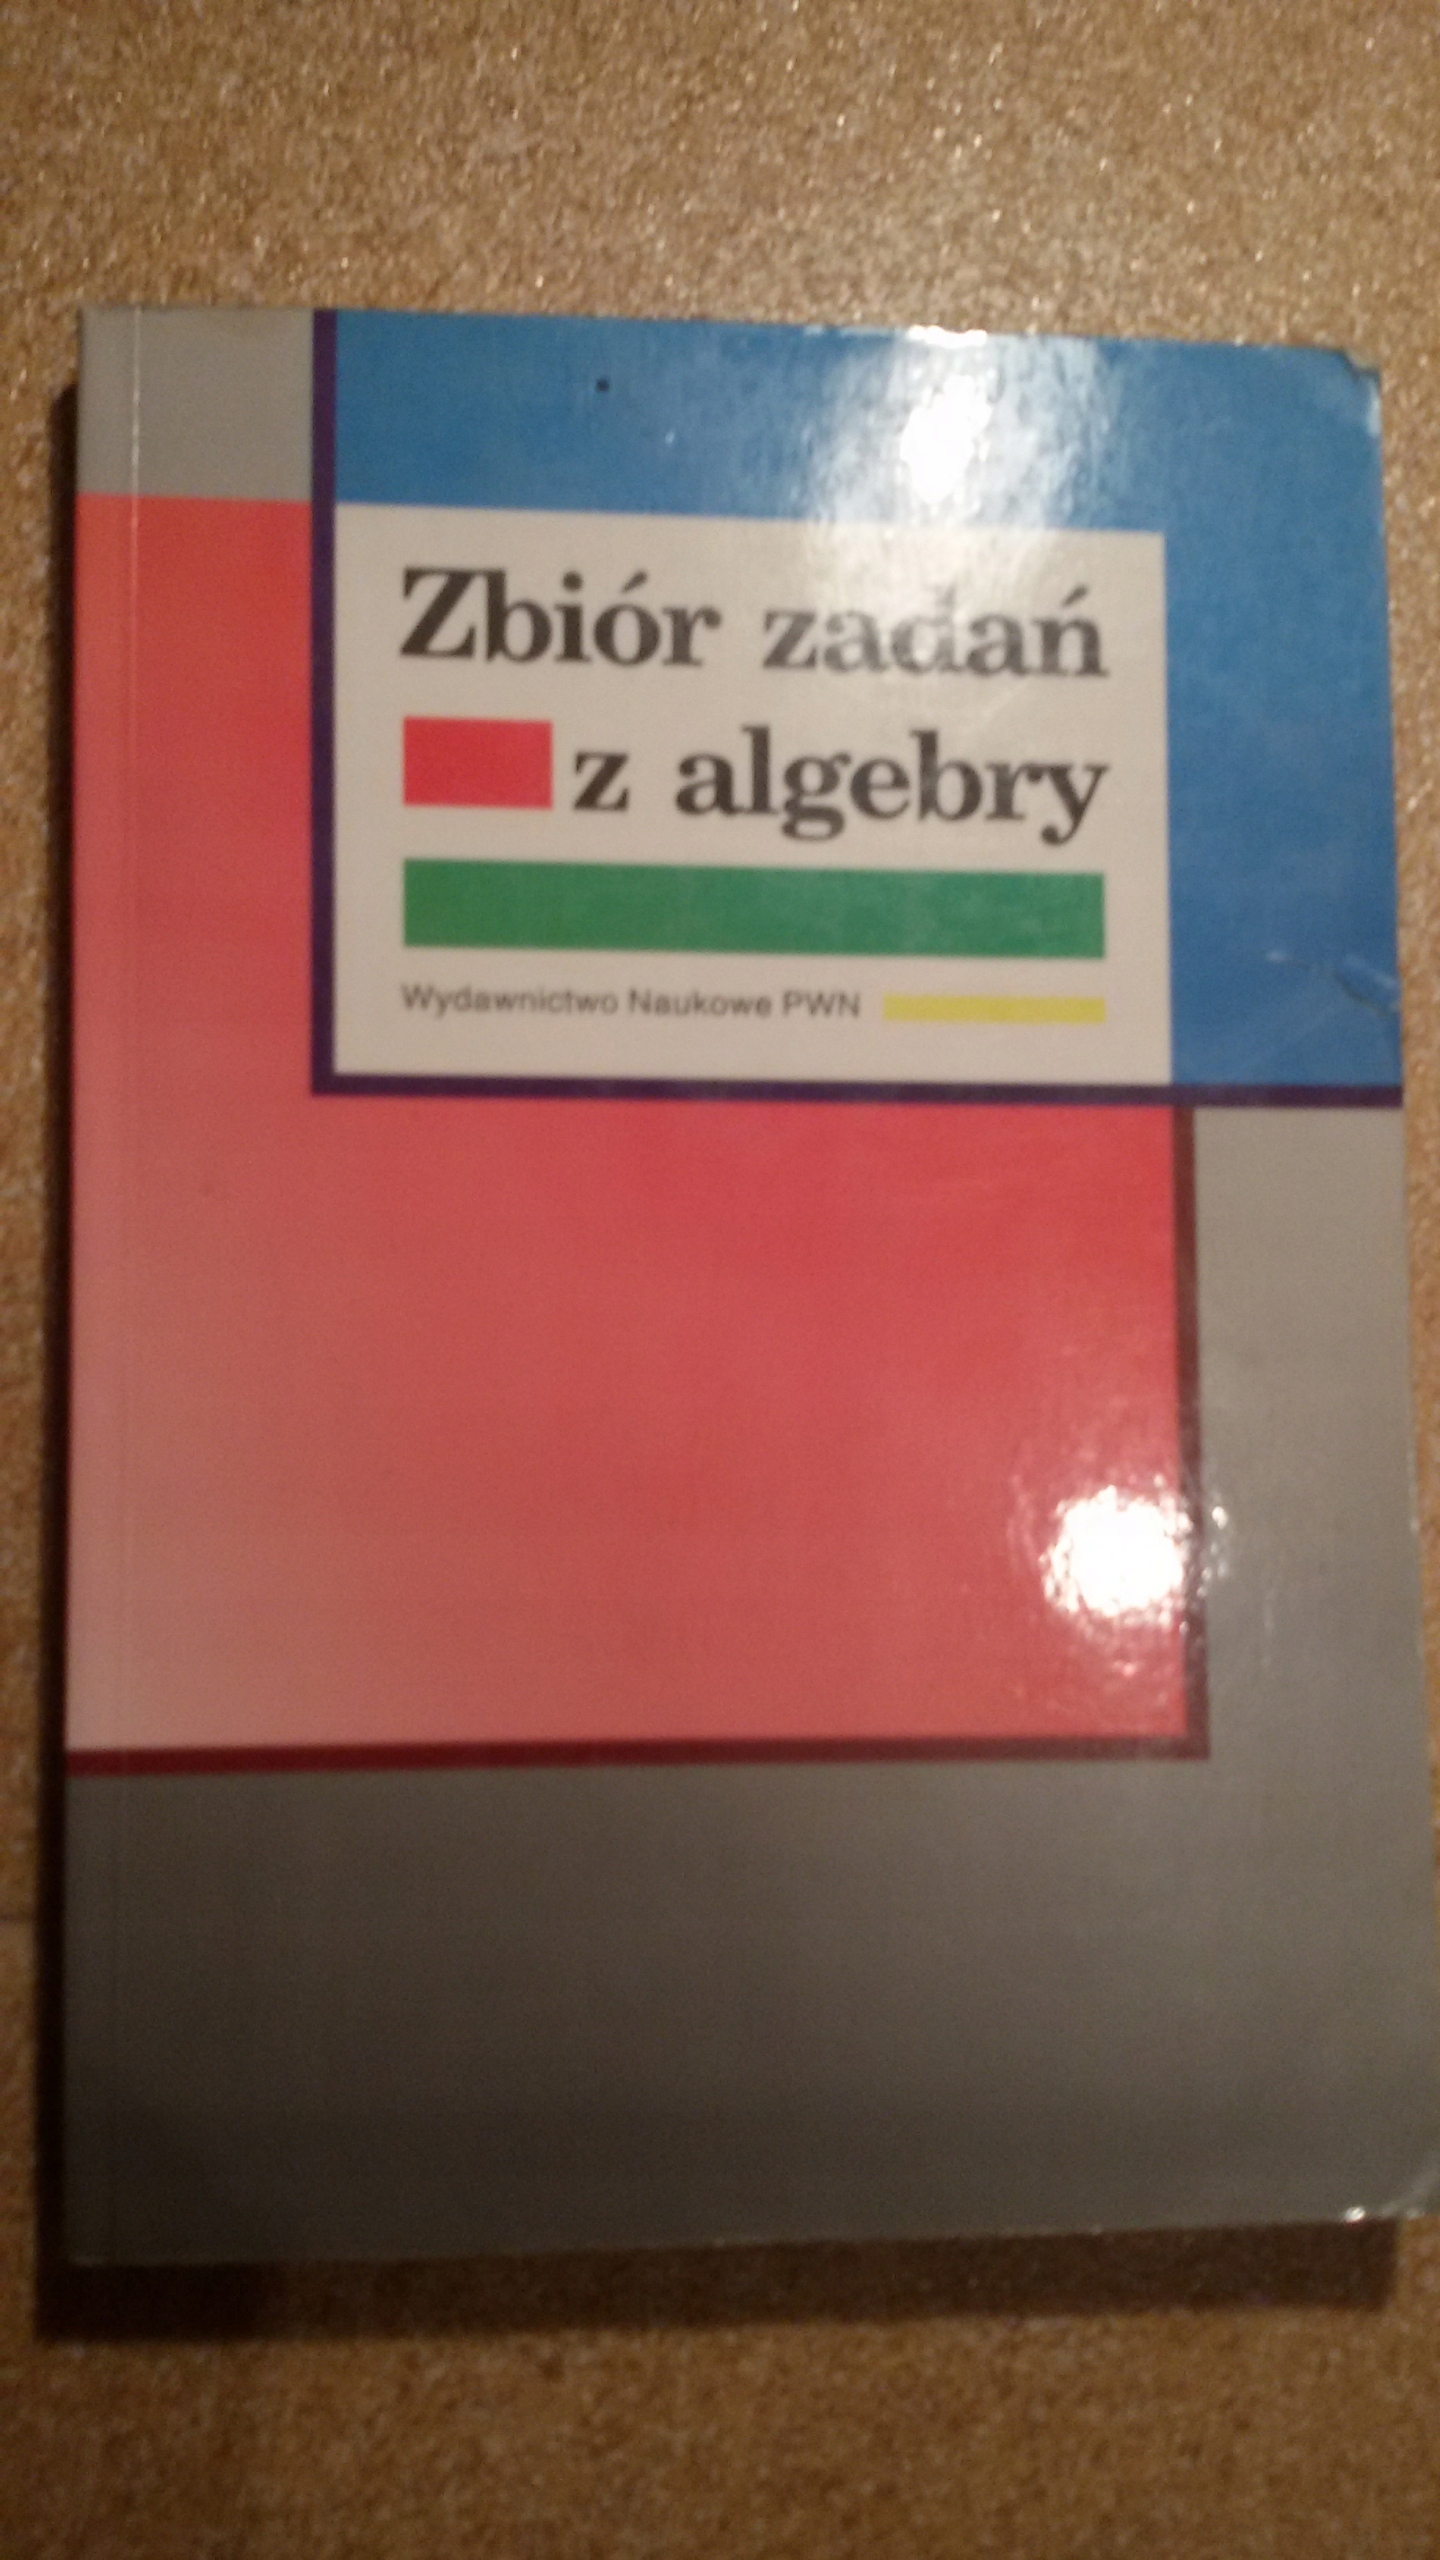 Zbiór zadań
z algebry
Wydawnictwo Naukowe PWN